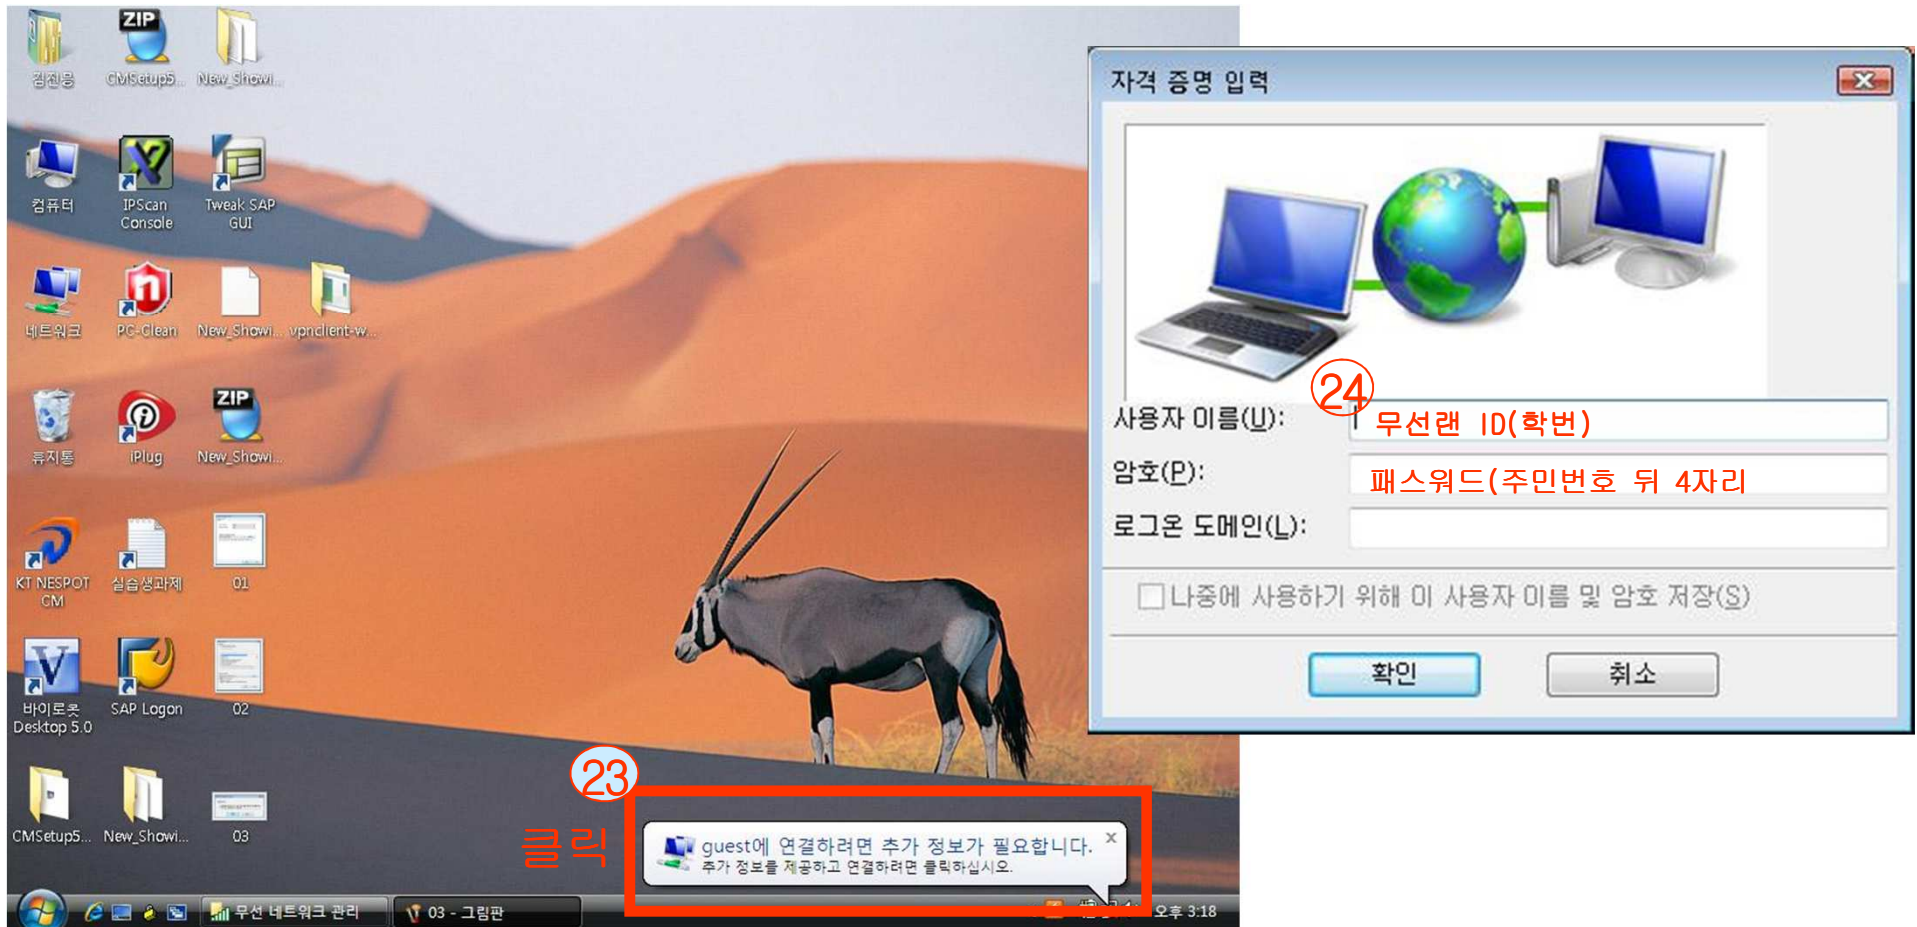 김진용
ZIP
CMSetup5...
New_Showi...
컴퓨터
IPScan
Console
Tweak SAP
GUI
네트워크
PC-Clean
New_Showi...
vpnclient-w...
휴지통
iPlug
ZIP
New_Showi...
KT NESPOT
CM
실습생과제
01
바이로봇
Desktop 5.0
SAP Logon
02
CMSetup5...
New_Showi...
03
23
클릭
guest에 연결하려면 추가 정보가 필요합니다.
추가 정보를 제공하고 연결하려면 클릭하십시오.
무선 네트워크 관리
03 - 그림판
오후 3:18
자격 증명 입력
24
사용자 이름(U):
무선랜 ID(학번)
암호(P):
패스워드(주민번호 뒤 4자리
로그온 도메인(L):
나중에 사용하기 위해 이 사용자 이름 및 암호 저장(S)
확인
취소